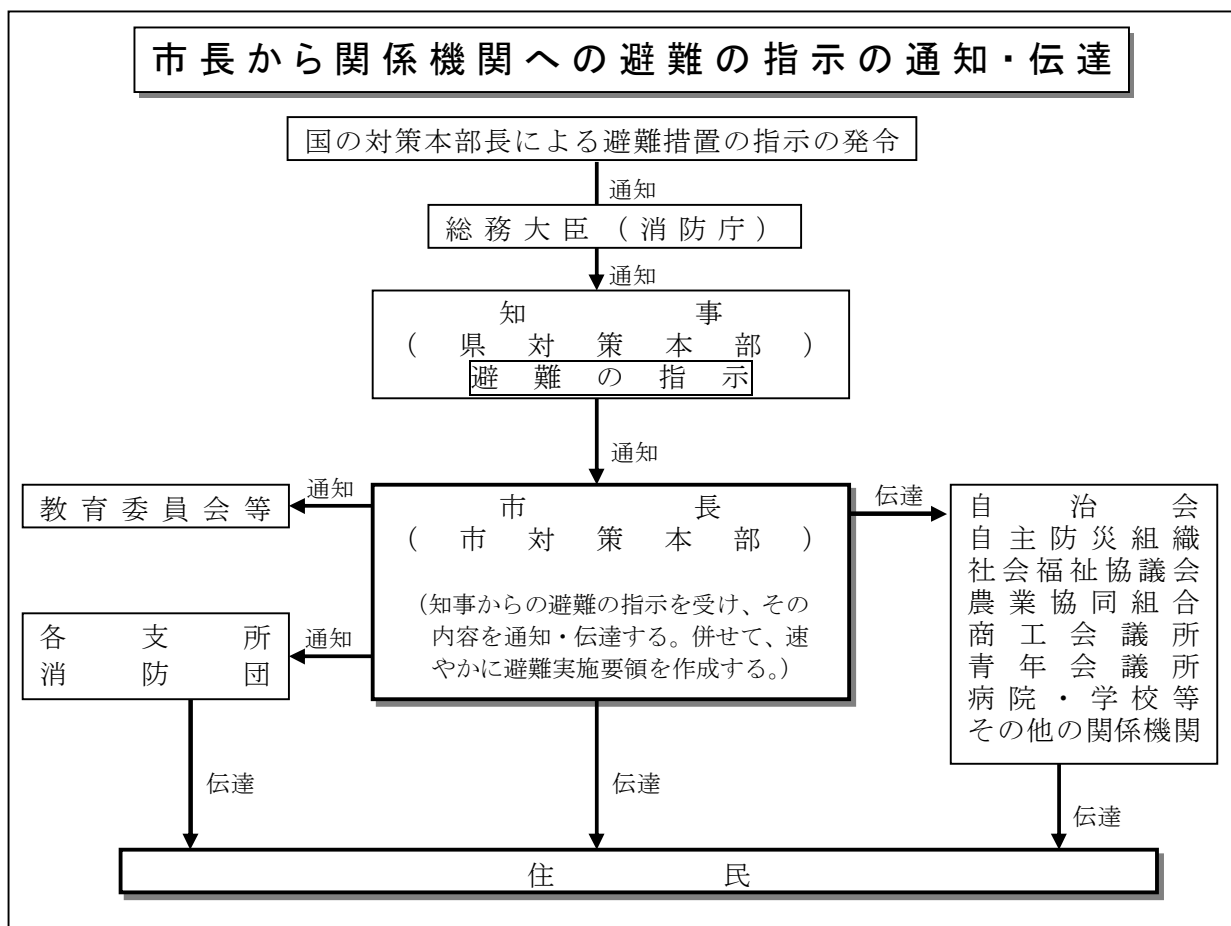 市長から関係機関への避難の指示の通知・伝達
国の対策本部長による避難措置の指示の発令
通知
総務大臣（消防庁）
通知
知事
（県対策本部）
避難の指示
通知
教育委員会等
通知
市長
（市対策本部）
（知事からの避難の指示を受け、その
内容を通知・伝達する。併せて、速
やかに避難実施要領を作成する。）
伝達
自治会
自主防災組織
社会福祉協議会
農業協同組合
商工会議所
青年会議所
病院・学校等
その他の関係機関
各支所
消防団
通知
伝達
伝達
伝達
住民